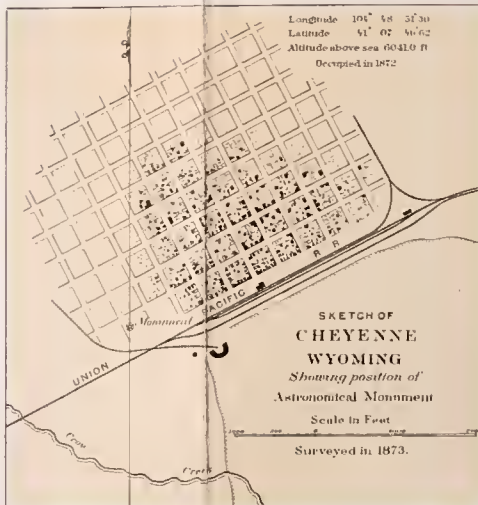 Longitude 104° 48' 51".30
Latitude 41° 07' 46".62
Altitude above sea 6041.0 ft
Occupied in 1872
Monument
UNION PACIFIC R R
SKETCH OF
CHEYENNE
WYOMING
Showing position of
Astronomical Monument
Scale in Feet
1000 0
Surveyed in 1873.
Crow Creek